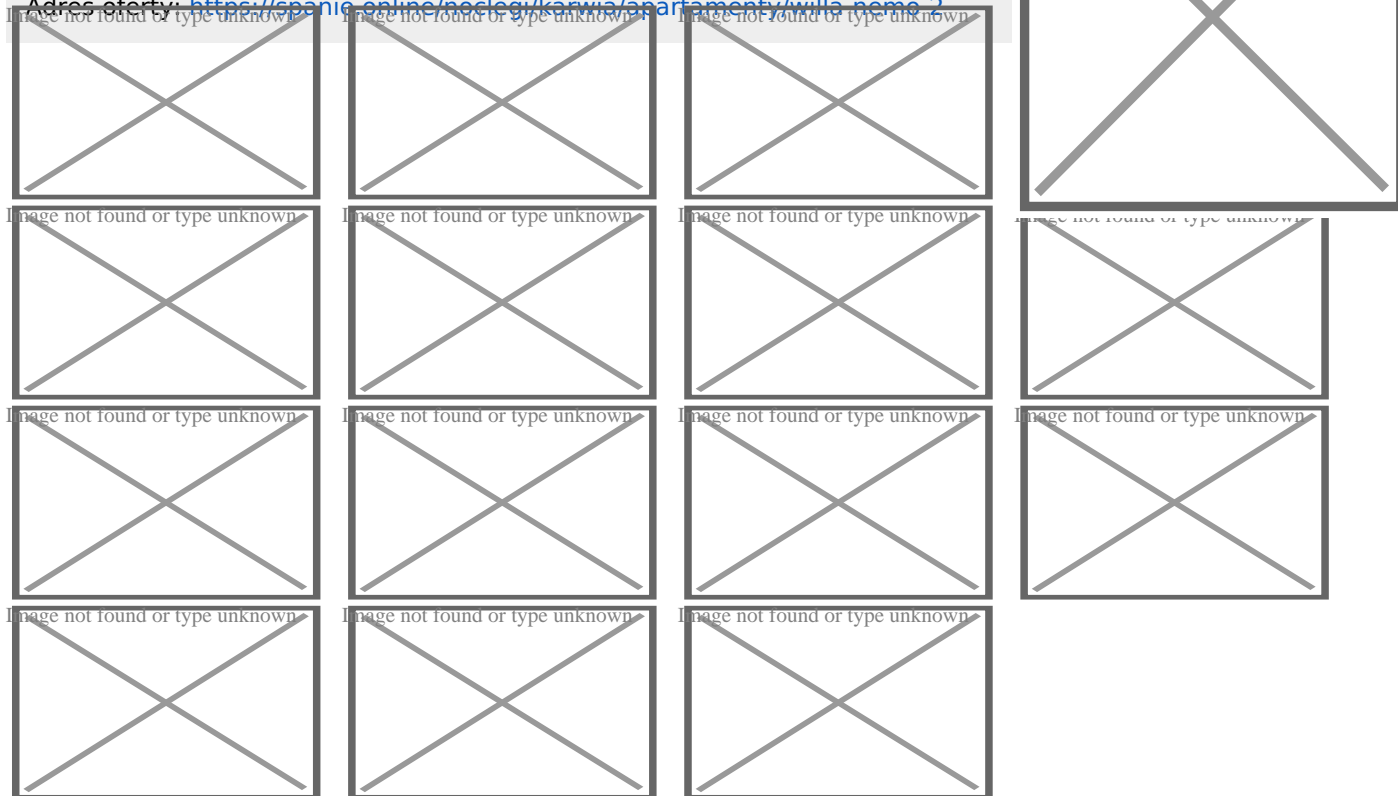 Adres oferty: https://spanie.online/noclegi/karwia/apartamenty/willa-nemo-2
Image not found or type unknown Image not found or type unknown Image not found or type unknown
Image not found or type unknown Image not found or type unknown Image not found or type unknown Image not found or type unknown
Image not found or type unknown Image not found or type unknown Image not found or type unknown Image not found or type unknown
Image not found or type unknown Image not found or type unknown Image not found or type unknown